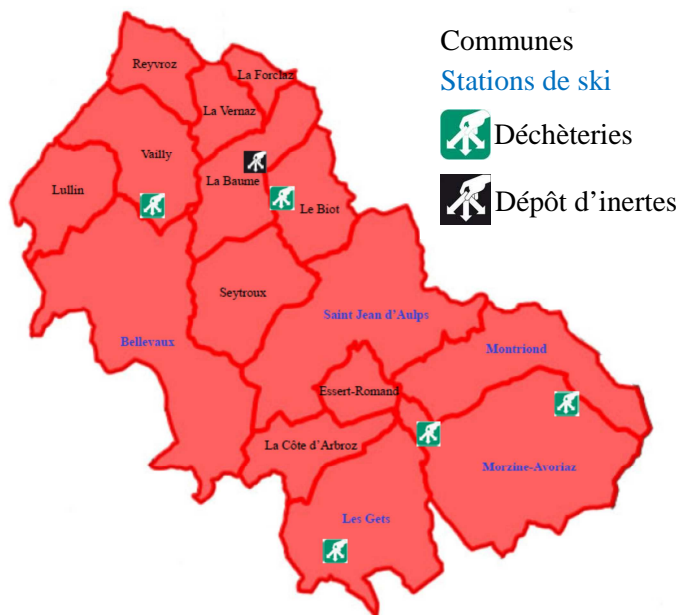 Communes
Stations de ski
Déchèteries
Dépôt d'inertes
Reyvroz
La Forclaz
La Vernaz
Vailly
Lullin
La Baume
Le Biot
Seytroux
Saint Jean d'Aulps
Bellevaux
Montriond
Essert-Romand
La Côte d'Arbroz
Morzine-Avoriaz
Les Gets